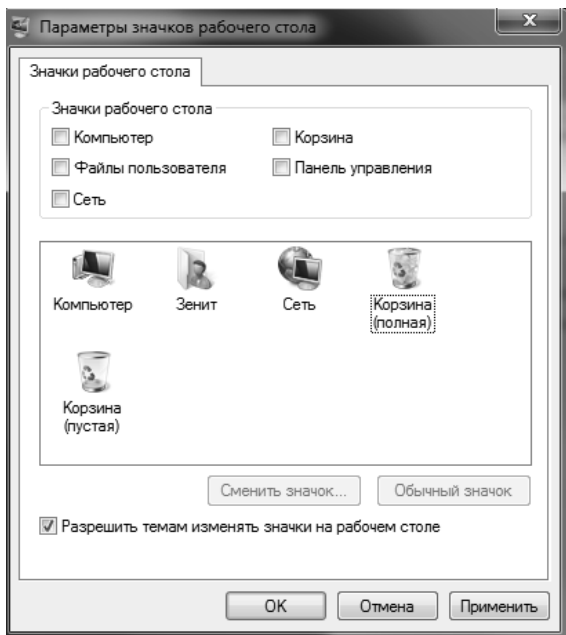 Параметры значков рабочего стола
Значки рабочего стола
Значки рабочего стола
Компьютер
Корзина
Файлы пользователя
Панель управления
Сеть
Компьютер
Зенит
Сеть
Корзина
(полная)
Корзина
(пустая)
Сменить значок...
Обычный значок
Разрешить темам изменять значки на рабочем столе
OK
Отмена
Применить